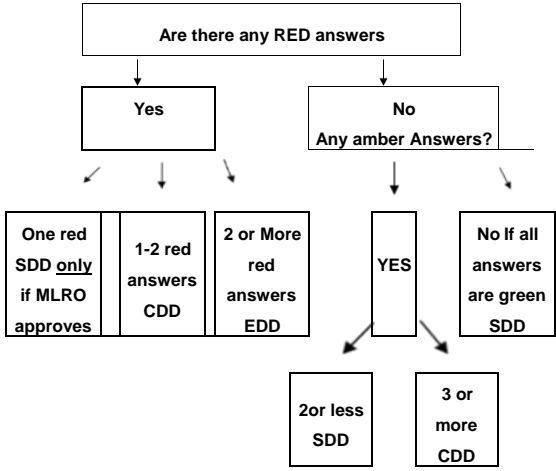 Are there any RED answers
Yes
No
Any amber Answers?
One red
SDD only
if MLRO
approves
1-2 red
answers
CDD
2 or More
red
answers
EDD
YES
No If all
answers
are green
SDD
2or less
SDD
3 or
more
CDD